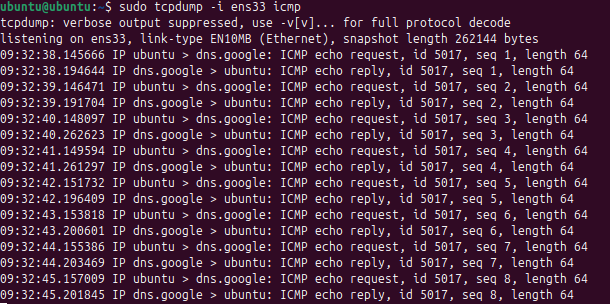 ubuntu@ubuntu:~$ sudo tcpdump -i ens33 icmp
tcpdump: verbose output suppressed, use -v[v]... for full protocol decode
listening on ens33, link-type EN10MB (Ethernet), snapshot length 262144 bytes
09:32:38.145666 IP ubuntu > dns.google: ICMP echo request, id 5017, seq 1, length 64
09:32:38.194644 IP dns.google > ubuntu: ICMP echo reply, id 5017, seq 1, length 64
09:32:39.146471 IP ubuntu > dns.google: ICMP echo request, id 5017, seq 2, length 64
09:32:39.191704 IP dns.google > ubuntu: ICMP echo reply, id 5017, seq 2, length 64
09:32:40.148097 IP ubuntu > dns.google: ICMP echo request, id 5017, seq 3, length 64
09:32:40.262623 IP dns.google > ubuntu: ICMP echo reply, id 5017, seq 3, length 64
09:32:41.149594 IP ubuntu > dns.google: ICMP echo request, id 5017, seq 4, length 64
09:32:41.261297 IP dns.google > ubuntu: ICMP echo reply, id 5017, seq 4, length 64
09:32:42.151732 IP ubuntu > dns.google: ICMP echo request, id 5017, seq 5, length 64
09:32:42.196409 IP dns.google > ubuntu: ICMP echo reply, id 5017, seq 5, length 64
09:32:43.153818 IP ubuntu > dns.google: ICMP echo request, id 5017, seq 6, length 64
09:32:43.200601 IP dns.google > ubuntu: ICMP echo reply, id 5017, seq 6, length 64
09:32:44.155386 IP ubuntu > dns.google: ICMP echo request, id 5017, seq 7, length 64
09:32:44.203469 IP dns.google > ubuntu: ICMP echo reply, id 5017, seq 7, length 64
09:32:45.157009 IP ubuntu > dns.google: ICMP echo request, id 5017, seq 8, length 64
09:32:45.201845 IP dns.google > ubuntu: ICMP echo reply, id 5017, seq 8, length 64